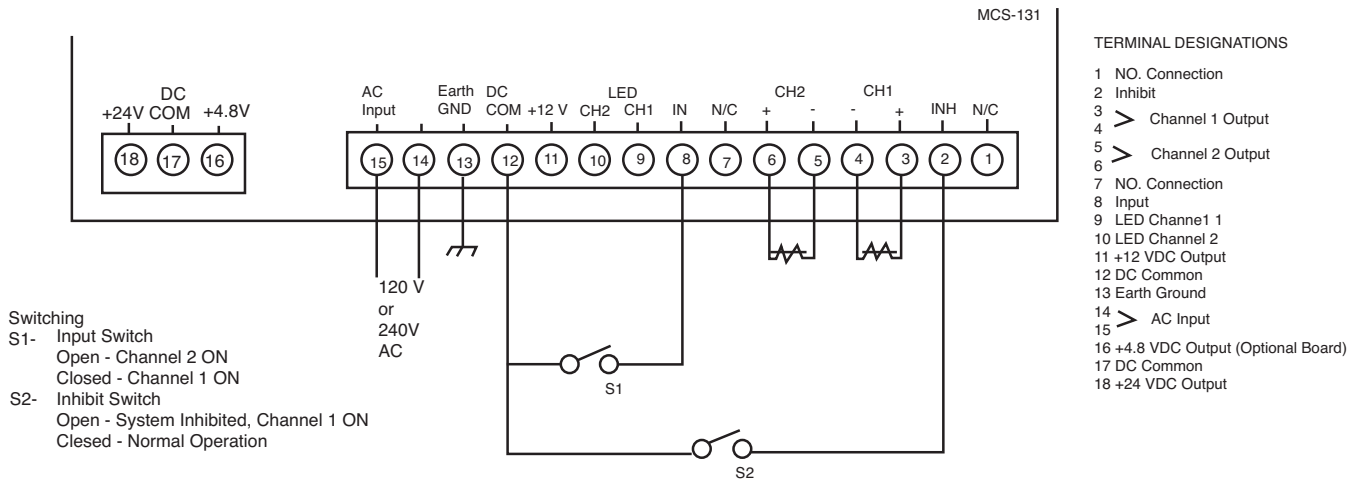 MCS-131
DC
+24V COM +4.8V
18 17 16
AC Earth DC LED CH2 CH1
Input GND COM +12 V CH2 CH1 IN N/C + - - + INH N/C
15 14 13 12 11 10 9 8 7 6 5 4 3 2 1
120 V
or
240V
AC
S1
S2
Switching
S1- Input Switch
Open - Channel 2 ON
Closed - Channel 1 ON
S2- Inhibit Switch
Open - System Inhibited, Channel 1 ON
Clesed - Normal Operation
TERMINAL DESIGNATIONS
1 NO. Connection
2 Inhibit
3
4 > Channel 1 Output
5
6 > Channel 2 Output
7 NO. Connection
8 Input
9 LED Channe1 1
10 LED Channel 2
11 +12 VDC Output
12 DC Common
13 Earth Ground
14
15 > AC Input
16 +4.8 VDC Output (Optional Board)
17 DC Common
18 +24 VDC Output